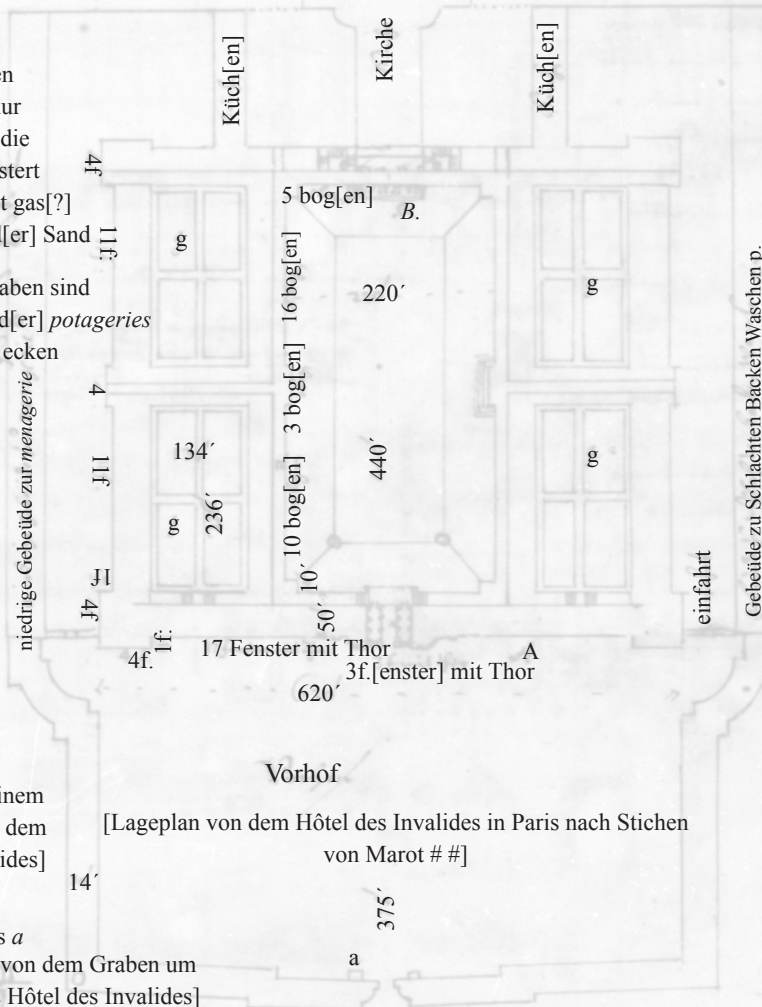 Küch[en]
Kirche
Küch[en]
en
ur
die
stert
t gas[?]
[er] Sand
aben sind
d[er] potageries
ecken
4f
11f:
4
11f
1f
4f
niedrige Gebeüde zur menagerie
5 bog[en]
B.
g
16 bog[en]
220´
g
3 bog[en]
134´
440´
g
g
236´
10 bog[en]
10´
50´
einfahrt
Gebeüde zu Schlachten Backen Waschen p.
1f.
4f.
17 Fenster mit Thor
A
3f.[enster] mit Thor
620´
Vorhof
[Lageplan von dem Hôtel des Invalides in Paris nach Stichen
von Marot # #]
inem
dem
ides]
14´
375´
s a
von dem Graben um
Hôtel des Invalides]
a